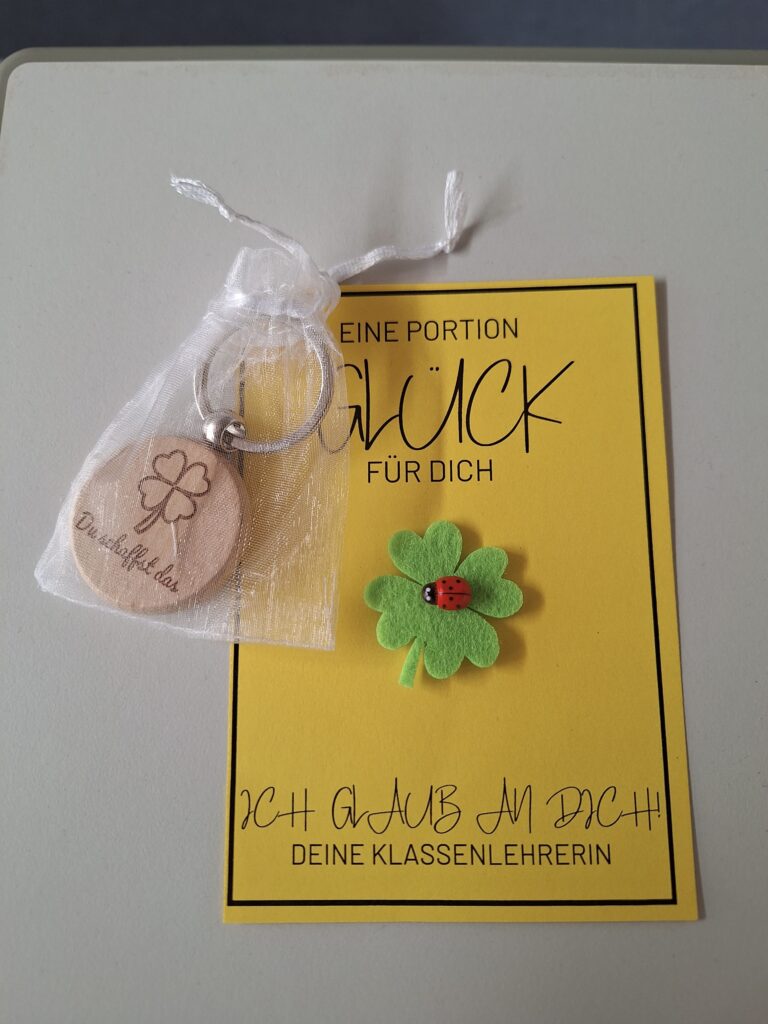 EINE PORTION
GLÜCK
FÜR DICH
Du schaffst das
ICH GLAUB AN DICH!
DEINE KLASSENLEHRERIN